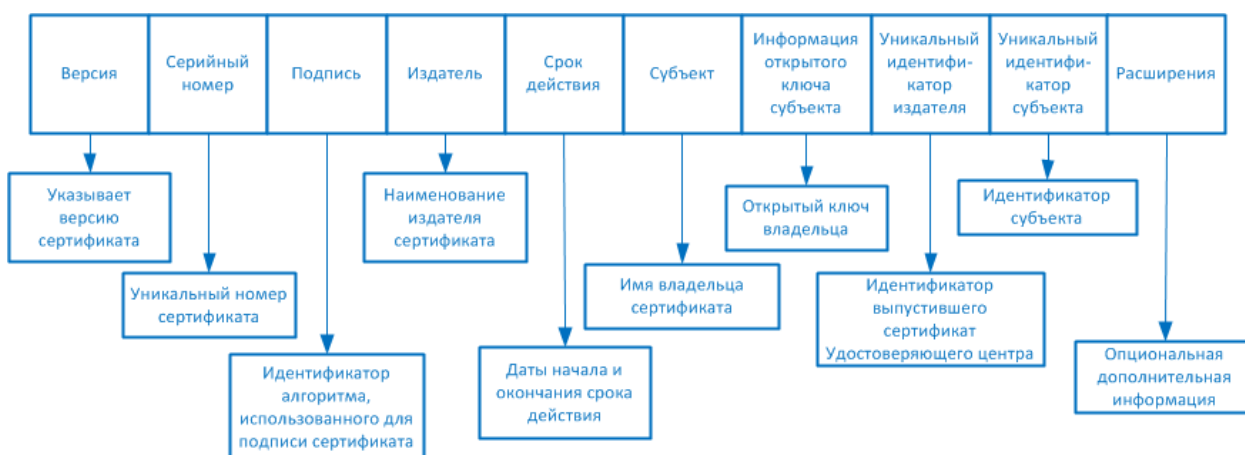 Версия
Серийный
номер
Подпись
Издатель
Срок
действия
Субъект
Информация
открытого
ключа
субъекта
Уникальный
идентифи-
катор
издателя
Уникальный
идентифи-
катор
субъекта
Расширения
Указывает
версию
сертификата
Уникальный номер
сертификата
Идентификатор
алгоритма,
использованного для
подписи сертификата
Наименование
издателя
сертификата
Даты начала и
окончания срока
действия
Имя владельца
сертификата
Открытый ключ
владельца
Идентификатор
выпустившего
сертификат
Удостоверяющего центра
Идентификатор
субъекта
Опциональная
дополнительная
информация